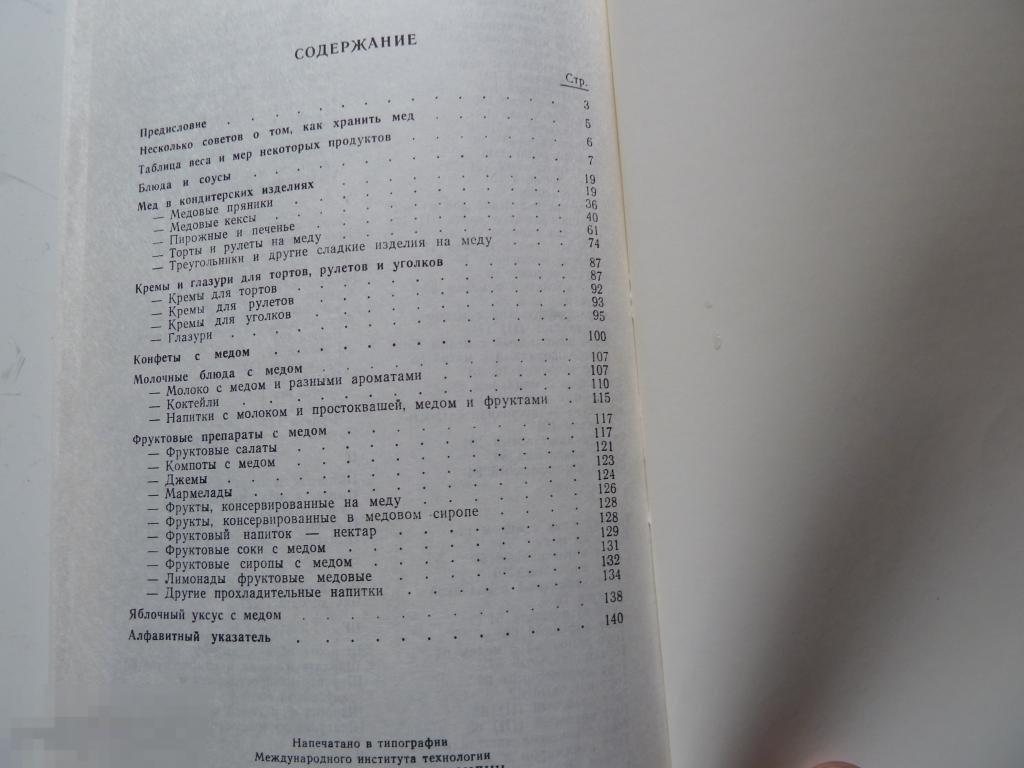 СОДЕРЖАНИЕ
Стр.
Предисловие . . . . . . . . . . . 3
Несколько советов о том, как хранить мед . . . . 5
Таблица веса и мер некоторых продуктов . . . . 6
Блюда и соусы . . . . . . . . . . 7
Мед в кондитерских изделиях . . . . . . . 19
— Медовые пряники . . . . . . . . 19
— Медовые кексы . . . . . . . . . 36
— Пирожные и печенье . . . . . . . . 40
— Торты и рулеты на меду . . . . . . . 61
— Треугольники и другие сладкие изделия на меду . . 74
Кремы и глазури для тортов, рулетов и уголков . . . 87
— Кремы для тортов . . . . . . . . 87
— Кремы для рулетов . . . . . . . . 92
— Кремы для уголков . . . . . . . . 93
— Глазури . . . . . . . . . . 95
Конфеты с медом . . . . . . . . . 100
Молочные блюда с медом . . . . . . . . 107
— Молоко с медом и разными ароматами . . . . 107
— Коктейли . . . . . . . . . . 110
— Напитки с молоком и простоквашей, медом и фруктами . 115
Фруктовые препараты с медом . . . . . . . 117
— Фруктовые салаты . . . . . . . . 117
— Компоты с медом . . . . . . . . 121
— Джемы . . . . . . . . . . 123
— Мармелады . . . . . . . . . 124
— Фрукты, консервированные на меду . . . . . 126
— Фрукты, консервированные в медовом сиропе . . . 128
— Фруктовый напиток — нектар . . . . . . 128
— Фруктовые соки с медом . . . . . . . 129
— Фруктовые сиропы с медом . . . . . . 131
— Лимонады фруктовые медовые . . . . . . 132
— Другие прохладительные напитки . . . . . 134
Яблочный уксус с медом . . . . . . . . 138
Алфавитный указатель . . . . . . . . 140
Напечатано в типографии
Международного института технологии